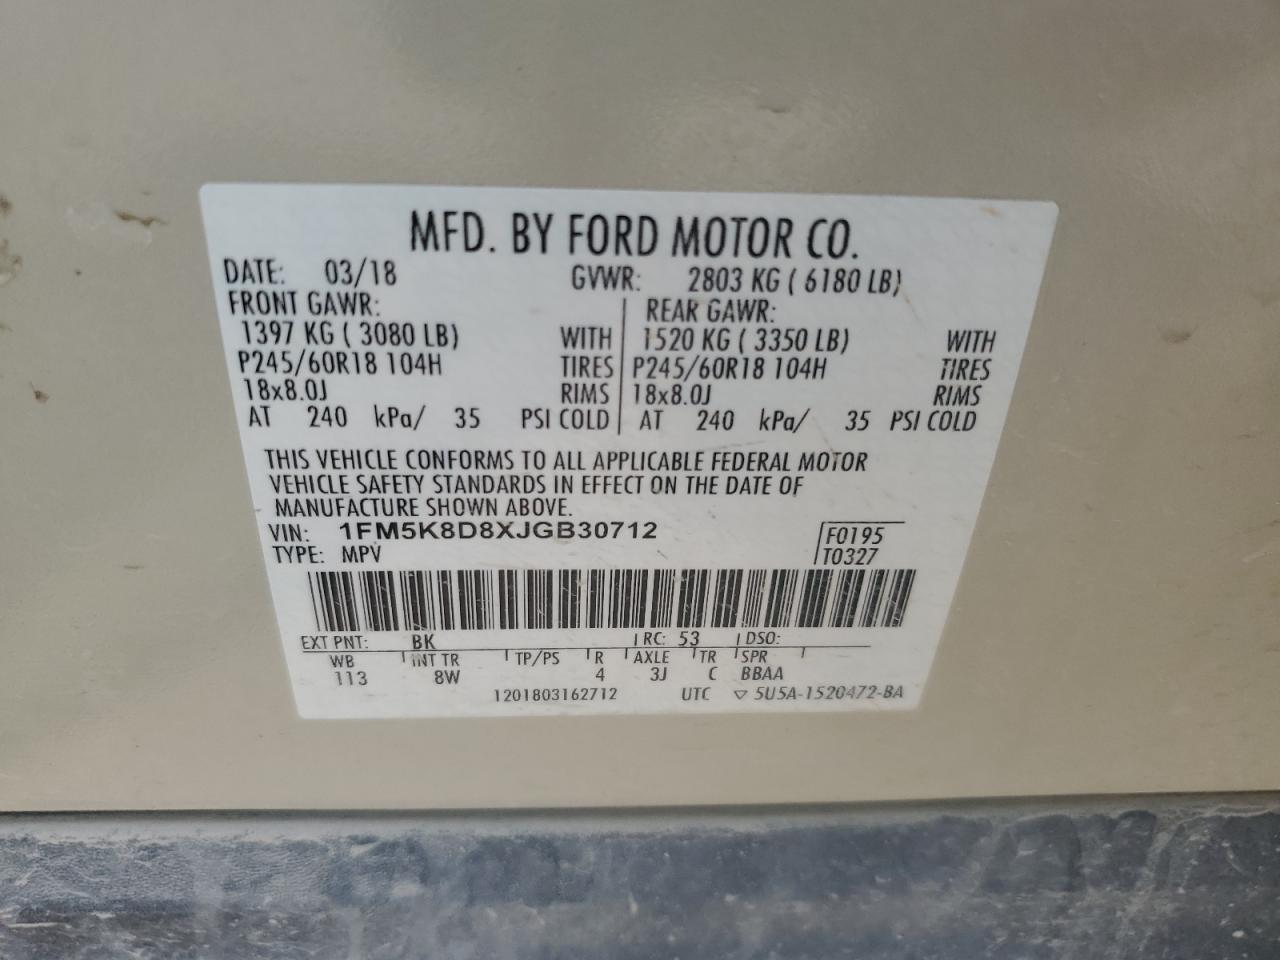 MFD. BY FORD MOTOR CO.
DATE: 03/18 GVWR: 2803 KG ( 6180 LB)
FRONT GAWR: REAR GAWR:
1397 KG ( 3080 LB) WITH 1520 KG ( 3350 LB) WITH
P245/60R18 104H TIRES P245/60R18 104H TIRES
18x8.0J RIMS 18x8.0J RIMS
AT 240 kPa/ 35 PSI COLD AT 240 kPa/ 35 PSI COLD
THIS VEHICLE CONFORMS TO ALL APPLICABLE FEDERAL MOTOR
VEHICLE SAFETY STANDARDS IN EFFECT ON THE DATE OF
MANUFACTURE SHOWN ABOVE.
VIN: 1FM5K8D8XJGB30712 F0195
TYPE: MPV T0327
EXT PNT: BK RC: 53 DSO:
WB INT TR TP/PS R AXLE TR SPR
113 8W 4 3J C BBAA
1201803162712 UTC ▽ 5U5A-1520472-BA